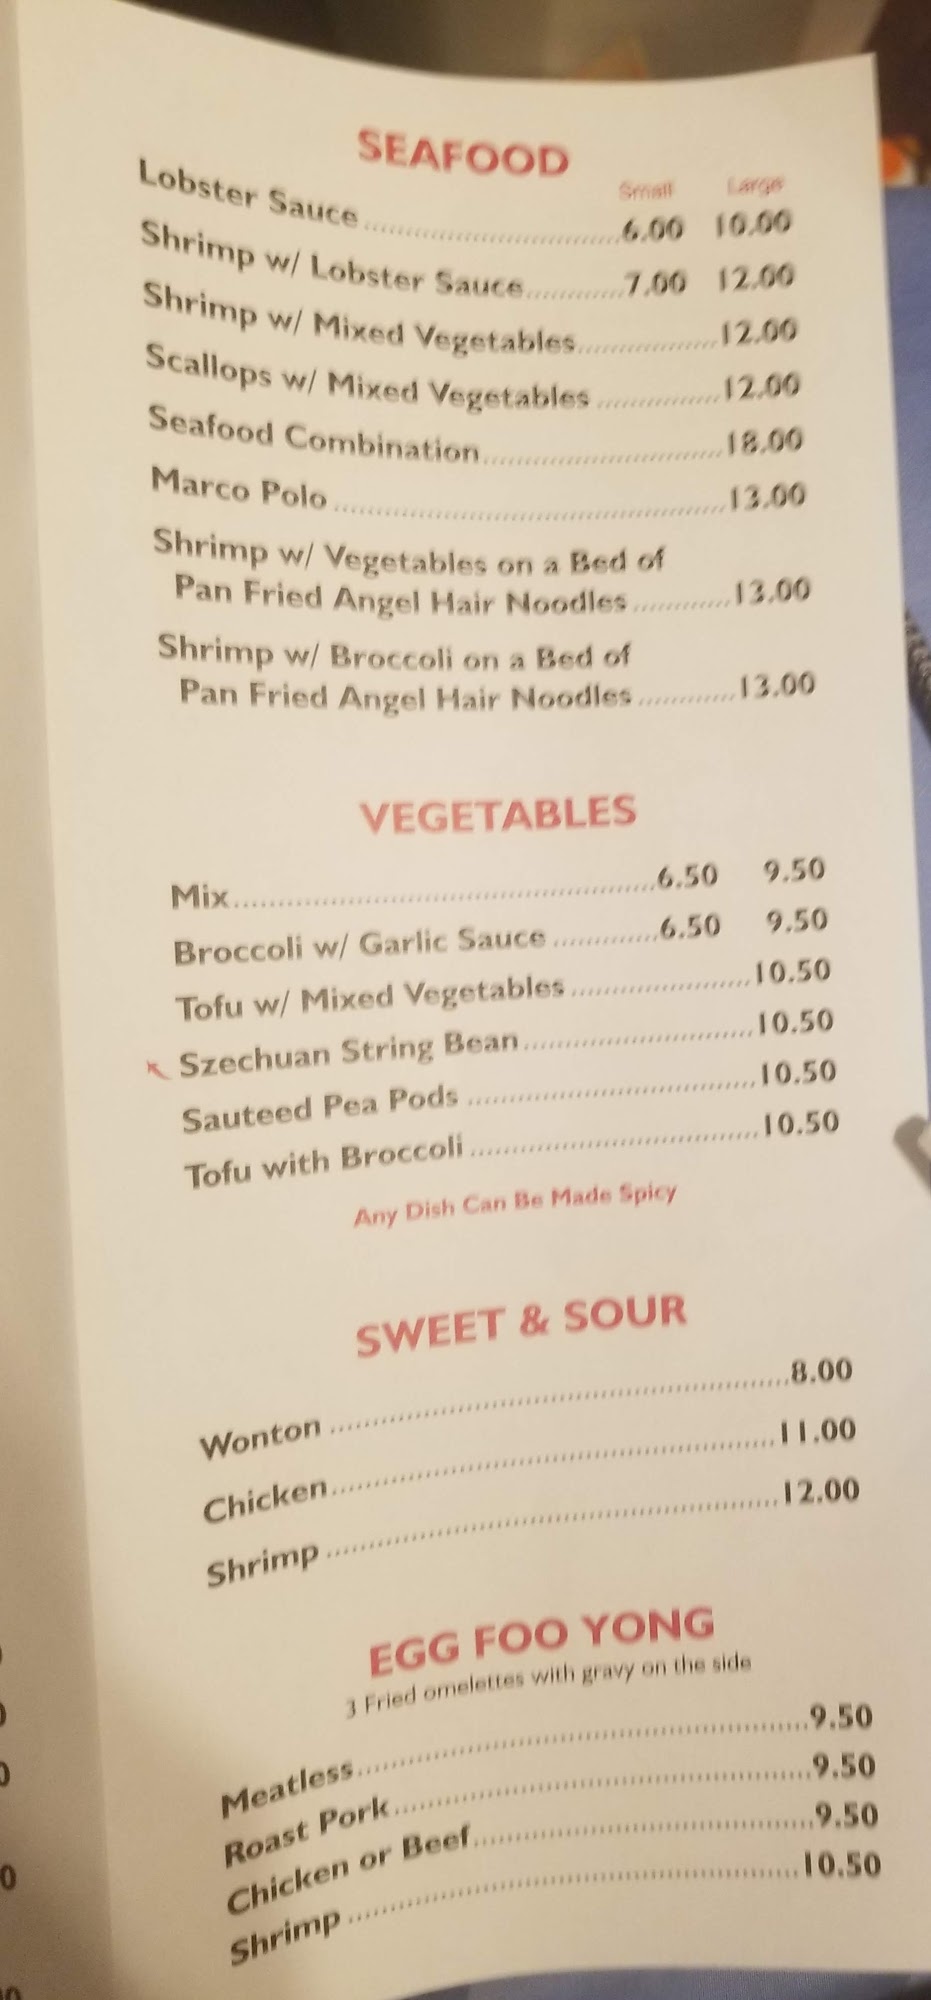 SEAFOOD
Small Large
Lobster Sauce 6.00 10.00
Shrimp w/ Lobster Sauce 7.00 12.00
Shrimp w/ Mixed Vegetables 12.00
Scallops w/ Mixed Vegetables 12.00
Seafood Combination 18.00
Marco Polo 13.00
Shrimp w/ Vegetables on a Bed of
Pan Fried Angel Hair Noodles 13.00
Shrimp w/ Broccoli on a Bed of
Pan Fried Angel Hair Noodles 13.00
VEGETABLES
Mix 6.50 9.50
Broccoli w/ Garlic Sauce 6.50 9.50
Tofu w/ Mixed Vegetables 10.50
Szechuan String Bean 10.50
Sauteed Pea Pods 10.50
Tofu with Broccoli 10.50
Any Dish Can Be Made Spicy
SWEET & SOUR
Wonton 8.00
Chicken 11.00
Shrimp 12.00
EGG FOO YONG
3 Fried omelettes with gravy on the side
Meatless 9.50
Roast Pork 9.50
Chicken or Beef 9.50
Shrimp 10.50